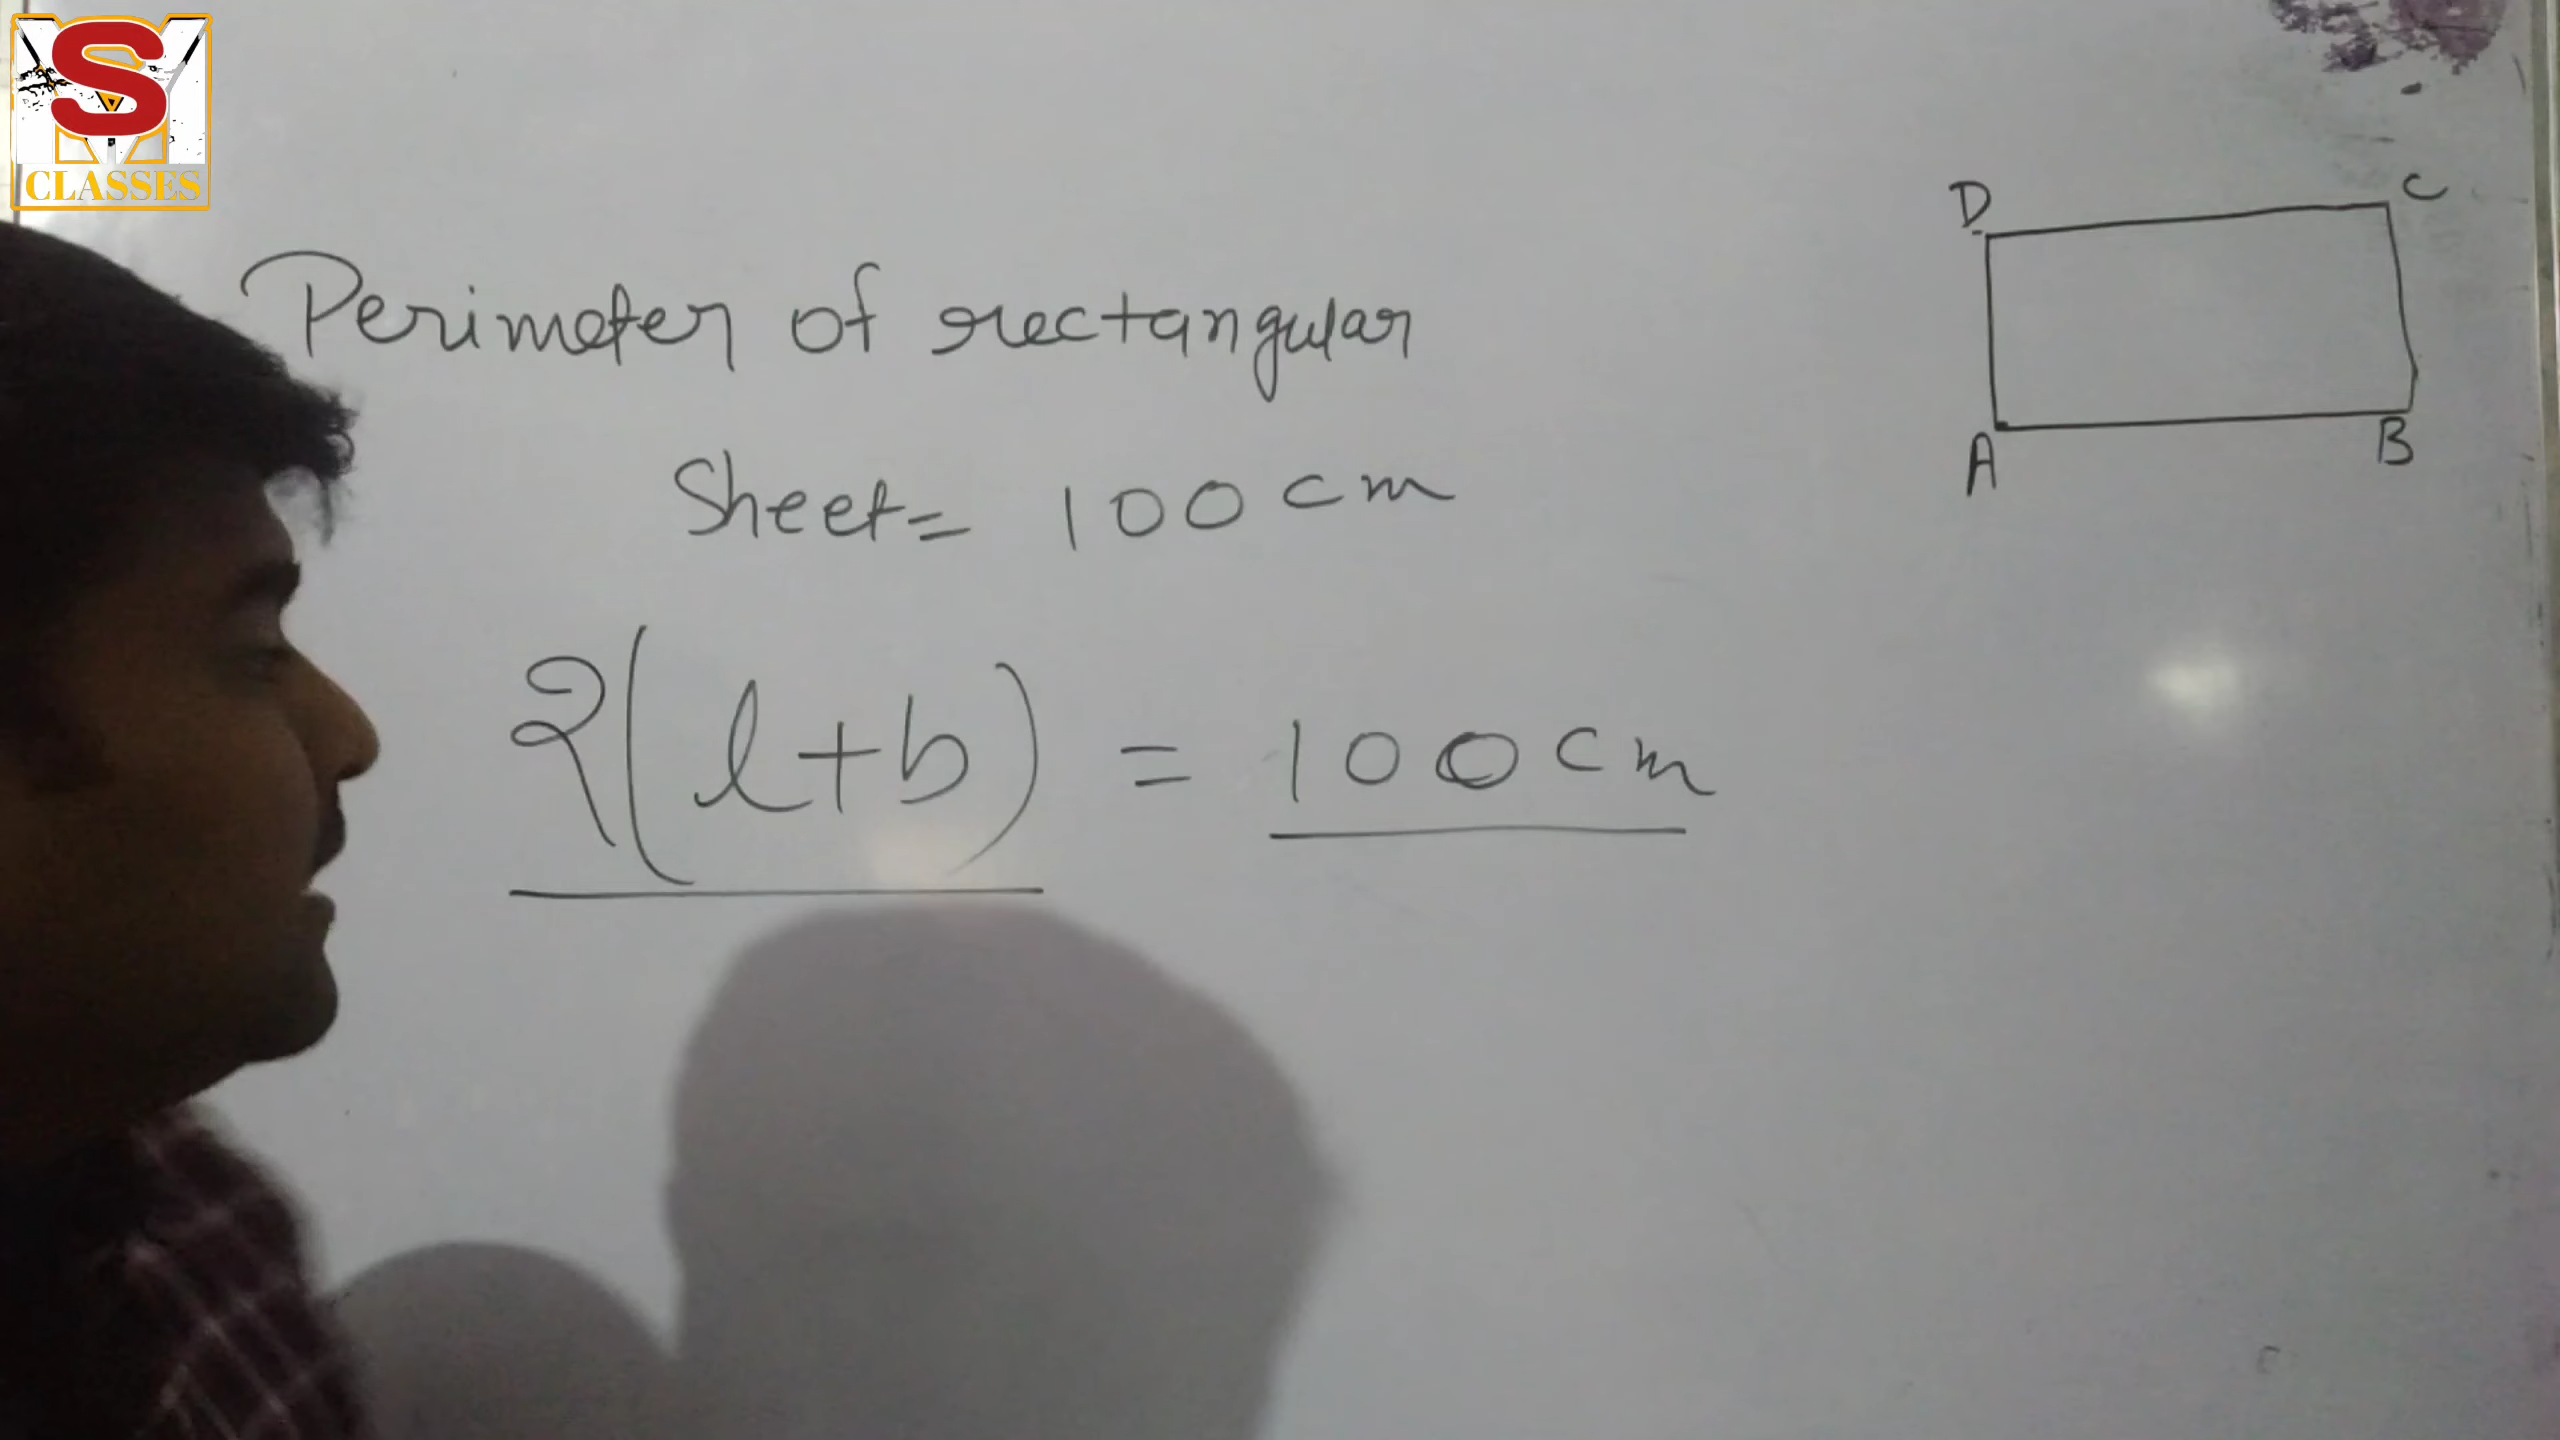 S
CLASSES
Perimeter of rectangular
Sheet = 100 cm
2(l+b) = 100 cm
D C
A B